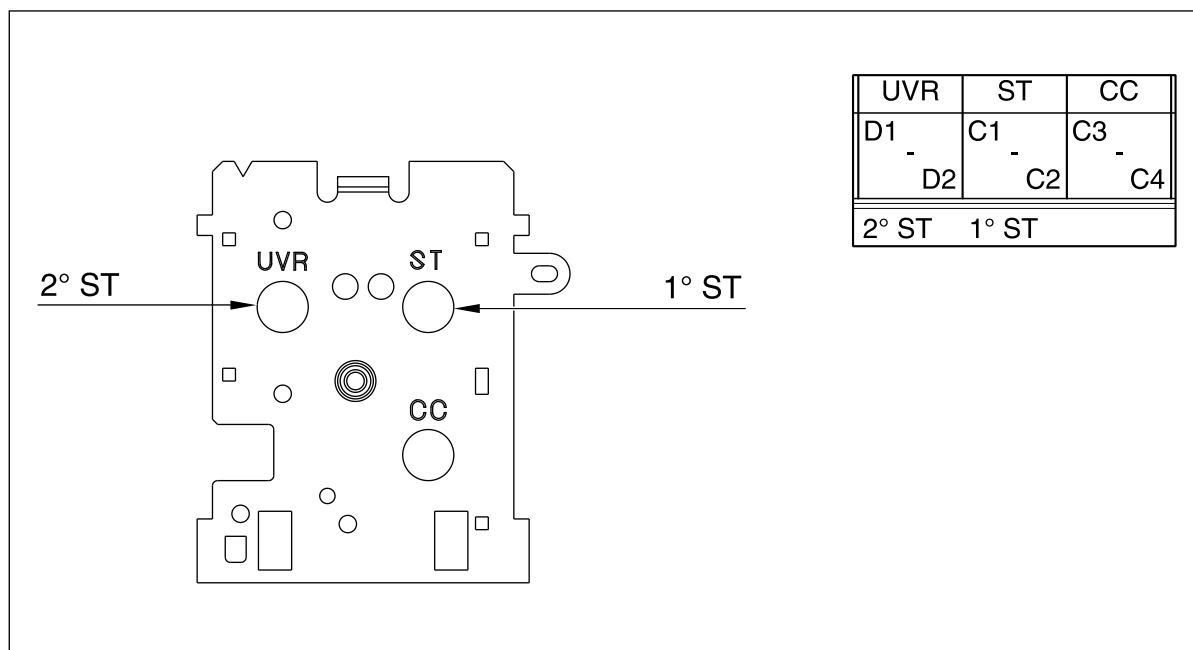 UVR ST CC
D1 - D2 C1 - C2 C3 - C4
2° ST 1° ST
UVR ST
2° ST 1° ST
CC